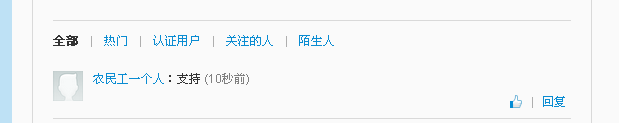 全部 | 热门 | 认证用户 | 关注的人 | 陌生人
农民工一个人：支持 (10秒前)
| 回复